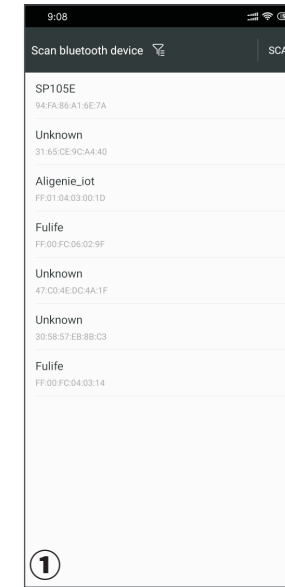 9:08
Scan bluetooth device SCA
SP105E
94:FA:86:A1:6E:7A
Unknown
31:65:CE:9C:A4:40
Aligenie_iot
FF:01:04:03:00:1D
Fulife
FF:00:FC:06:02:9F
Unknown
47:C0:4E:DC:4A:1F
Unknown
30:58:57:EB:8B:C3
Fulife
FF:00:FC:04:03:14
①